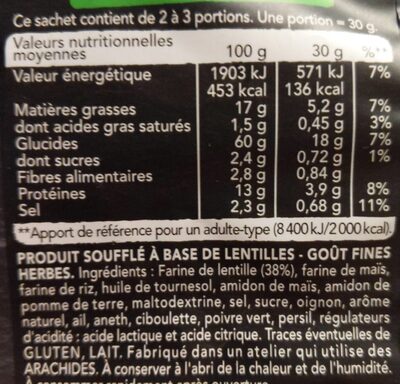 Ce sachet contient de 2 à 3 portions. Une portion = 30 g.
Valeurs nutritionnelles moyennes 100 g 30 g %**
Valeur énergétique 1903 kJ 571 kJ 7%
453 kcal 136 kcal
Matières grasses 17 g 5,2 g 7%
dont acides gras saturés 1,5 g 0,45 g 3%
Glucides 60 g 18 g 7%
dont sucres 2,4 g 0,72 g 1%
Fibres alimentaires 2,8 g 0,84 g
Protéines 13 g 3,9 g 8%
Sel 2,3 g 0,68 g 11%
**Apport de référence pour un adulte-type (8 400 kJ/2 000 kcal).
PRODUIT SOUFFLÉ À BASE DE LENTILLES - GOÛT FINES
HERBES. Ingrédients : Farine de lentille (38%), farine de maïs,
farine de riz, huile de tournesol, amidon de maïs, amidon de
pomme de terre, maltodextrine, sel, sucre, oignon, arôme
naturel, ail, aneth, ciboulette, poivre vert, persil, régulateurs
d'acidité : acide lactique et acide citrique. Traces éventuelles de
GLUTEN, LAIT. Fabriqué dans un atelier qui utilise des
ARACHIDES. À conserver à l'abri de la chaleur et de l'humidité.
À consommer rapidement après ouverture